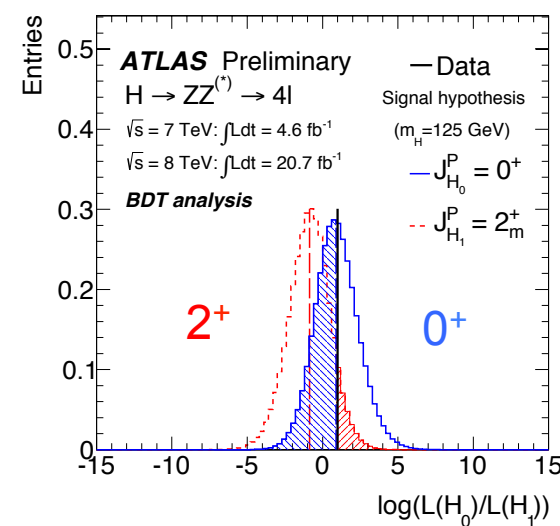 Entries
0.5
0.4
0.3
0.2
0.1
0
ATLAS Preliminary
H → ZZ(*) → 4l
√s = 7 TeV: ∫Ldt = 4.6 fb-1
√s = 8 TeV: ∫Ldt = 20.7 fb-1
BDT analysis
Data
Signal hypothesis
(mH=125 GeV)
JPH0 = 0+
JPH1 = 2+m
2+
0+
-15 -10 -5 0 5 10 15
log(L(H0)/L(H1))